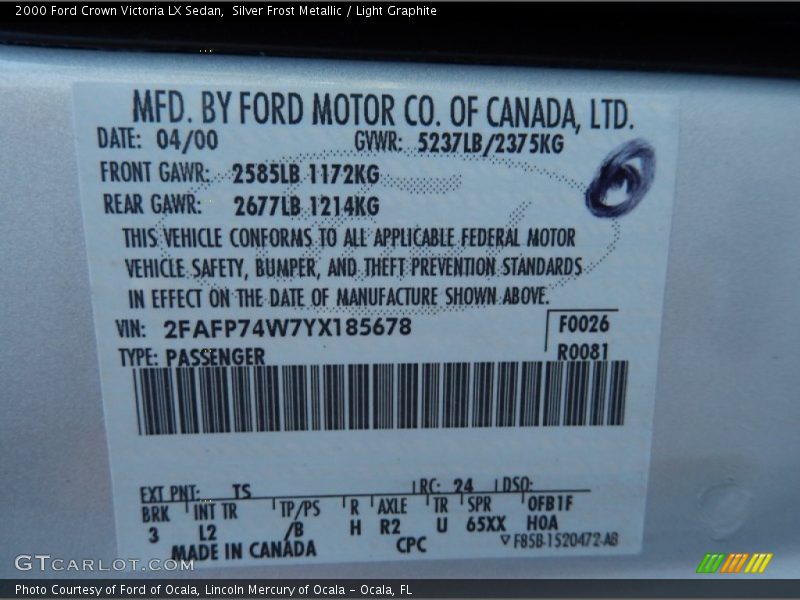 2000 Ford Crown Victoria LX Sedan,  Silver Frost Metallic / Light Graphite
MFD. BY FORD MOTOR CO. OF CANADA, LTD.
DATE: 04/00 GVWR: 5237LB/2375KG
FRONT GAWR: 2585LB 1172KG
REAR GAWR: 2677LB 1214KG
THIS VEHICLE CONFORMS TO ALL APPLICABLE FEDERAL MOTOR
VEHICLE SAFETY, BUMPER, AND THEFT PREVENTION STANDARDS
IN EFFECT ON THE DATE OF MANUFACTURE SHOWN ABOVE.
VIN: 2FAFP74W7YX185678 F0026
TYPE: PASSENGER R0081
EXT PNT: TS RC: 24 DSO:
BRK INT TR TP/PS R AXLE TR SPR 0FB1F
3 L2 /B H R2 U 65XX H0A
MADE IN CANADA CPC F85B-1520472-AB
GTCARLOT.COM
Photo Courtesy of Ford of Ocala, Lincoln Mercury of Ocala - Ocala, FL